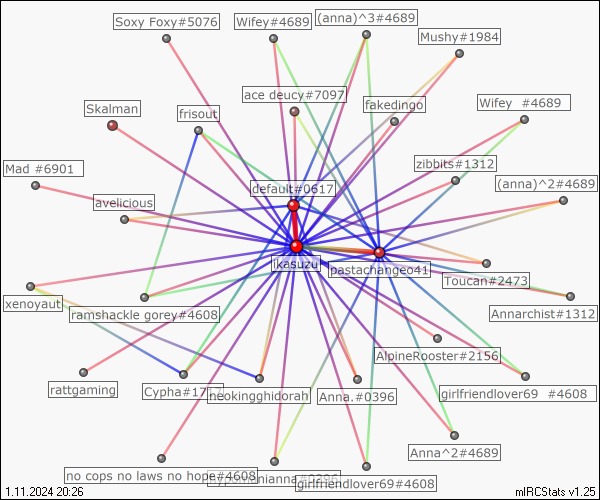 Soxy Foxy#5076
Wifey#4689
(anna)^3#4689
Mushy#1984
Skalman
frisout
ace deucy#7097
fakedingo
Wifey  #4689
Mad #6901
avelicious
default#0617
zibbits#1312
(anna)^2#4689
ikasuzu
pastachangeo41
Toucan#2473
xenoyaut
ramshackle gorey#4608
Annarchist#1312
AlpineRooster#2156
rattgaming
Cypha#17
neokingghidorah
Anna.#0396
girlfriendlover69  #4608
Anna^2#4689
no cops no laws no hope#4608
girlfriendlover69#4608
1.11.2024 20:26
mIRCStats v1.25